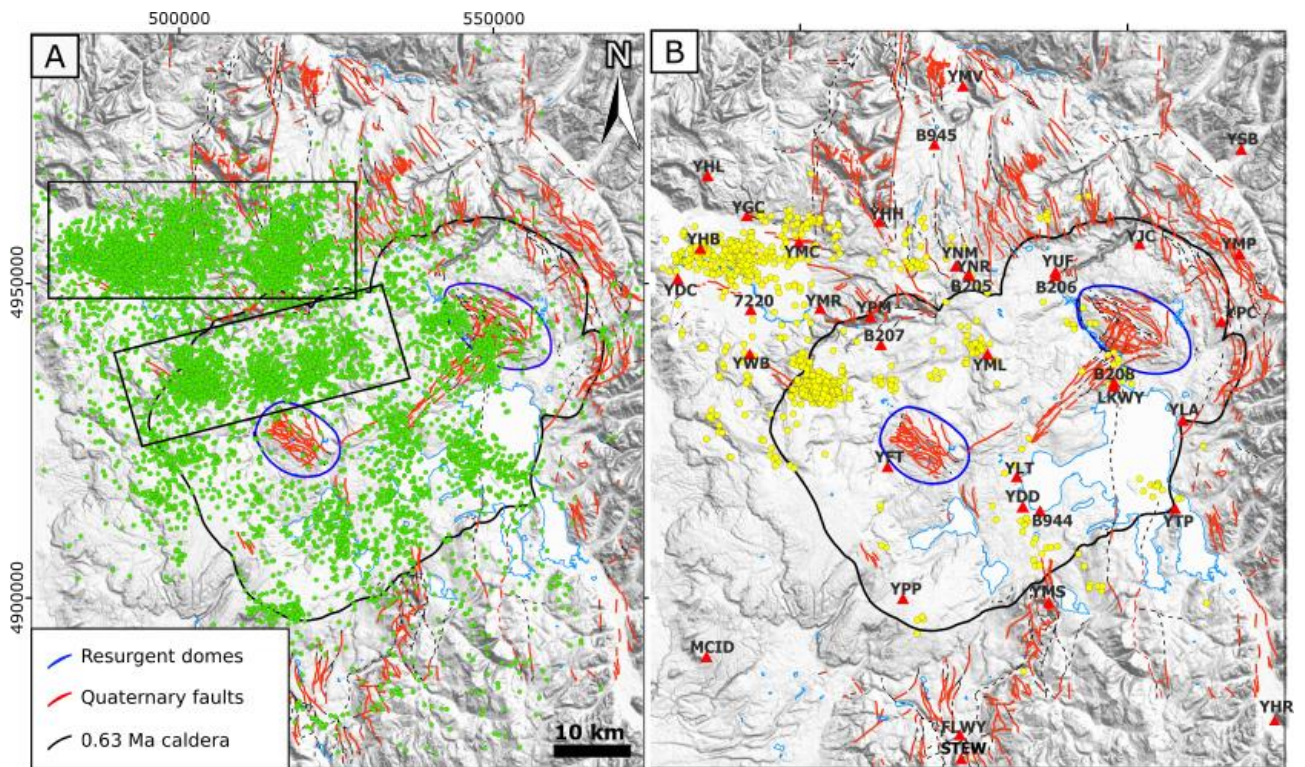 500000
550000
A
N
4950000
4900000
Resurgent domes
Quaternary faults
0.63 Ma caldera
10 km
B
YMV
B945
YSB
YHL
YGC
YHH
YHB
YMC
YJC
YMP
YNM
YNR
YUF
YDC
B205
B206
7220
YMR
YPM
YPC
B207
YWB
YML
B208
LKWY
YLA
YFT
YLT
YDD
B944
YTP
YPP
YMS
MCID
YHR
FLWY
STEW